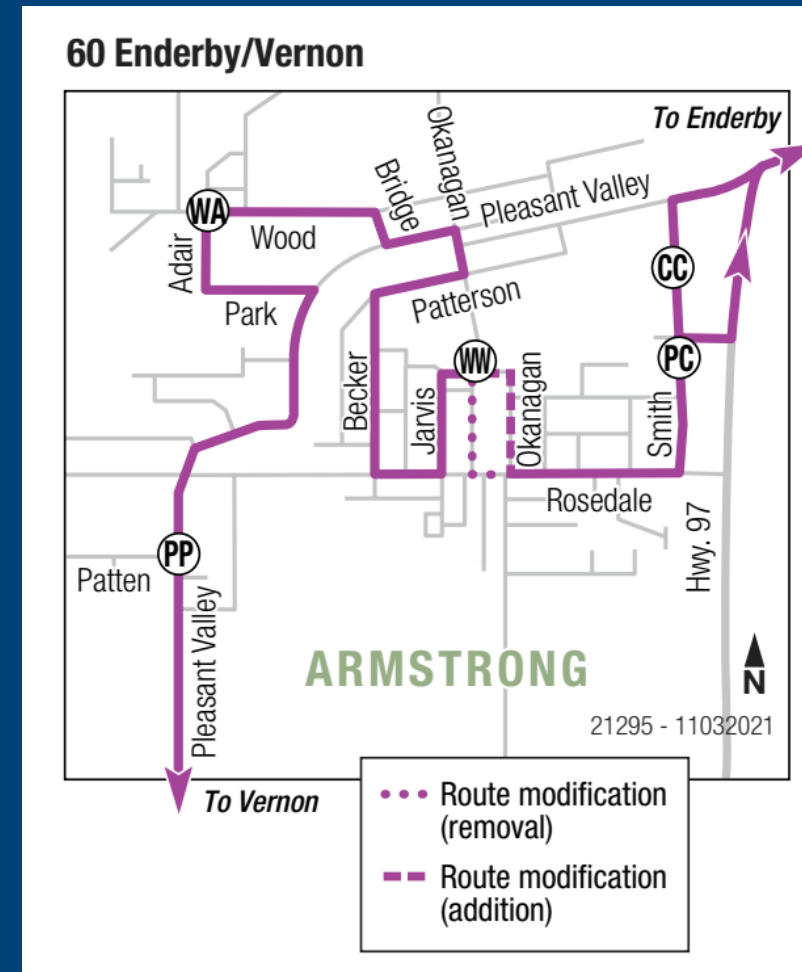 60 Enderby/Vernon
To Enderby
Okanagan
Bridge
Pleasant Valley
WA
Wood
Adair
CC
Park
Patterson
WW
PC
Becker
Jarvis
Okanagan
Smith
Rosedale
Hwy. 97
PP
Patten
Pleasant Valley
ARMSTRONG
N
21295 - 11032021
To Vernon
Route modification
(removal)
Route modification
(addition)